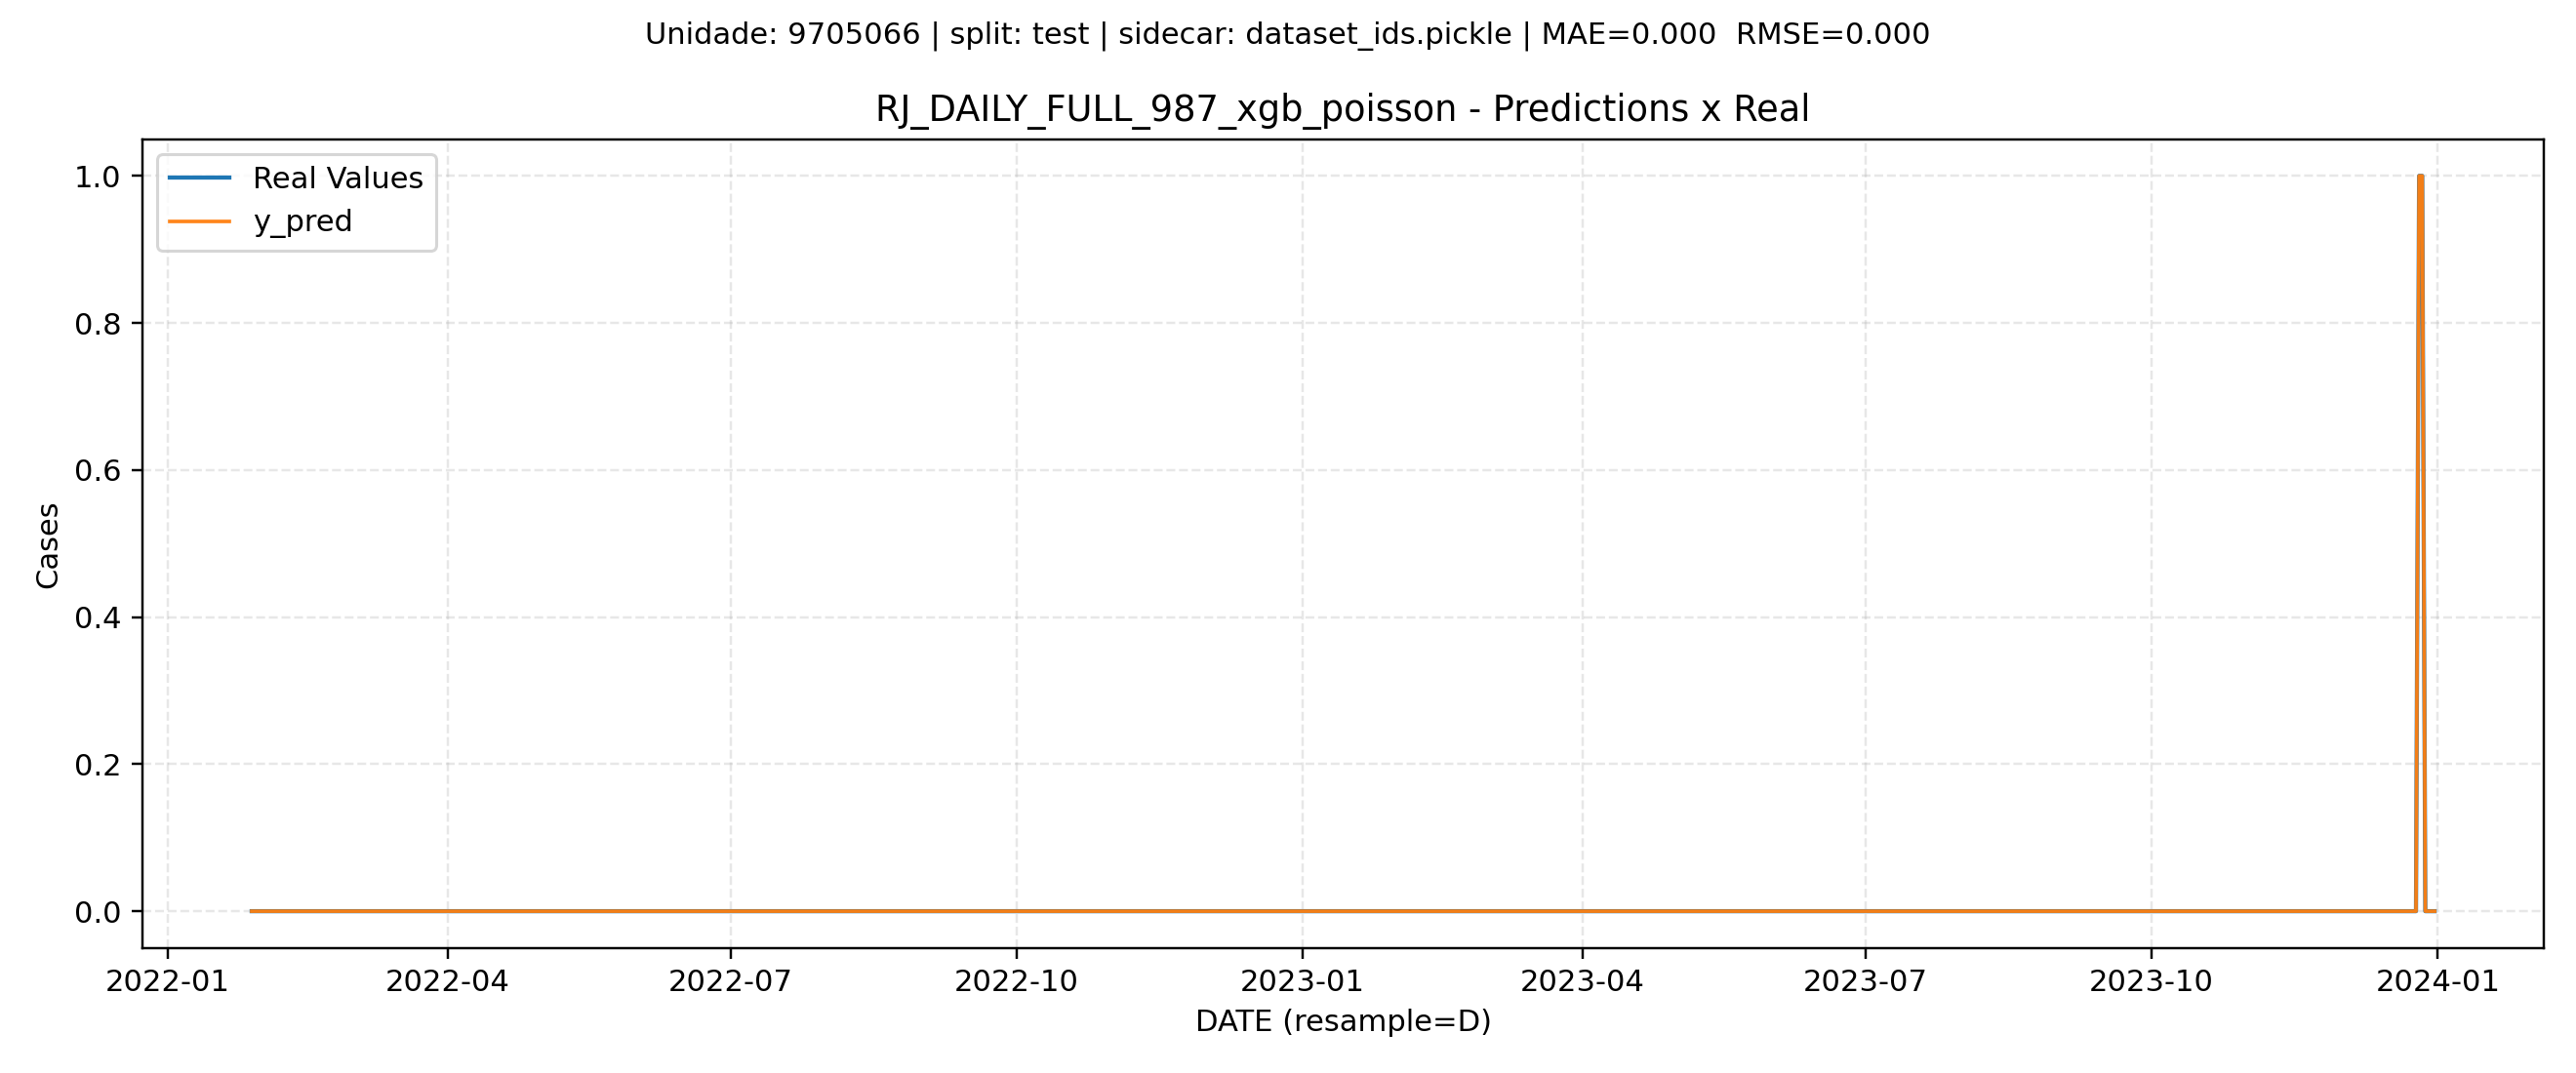 Unidade: 9705066 | split: test | sidecar: dataset_ids.pickle | MAE=0.000  RMSE=0.000
RJ_DAILY_FULL_987_xgb_poisson - Predictions x Real
Real Values
y_pred
1.0
0.8
0.6
0.4
0.2
0.0
Cases
2022-01 2022-04 2022-07 2022-10 2023-01 2023-04 2023-07 2023-10 2024-01
DATE (resample=D)